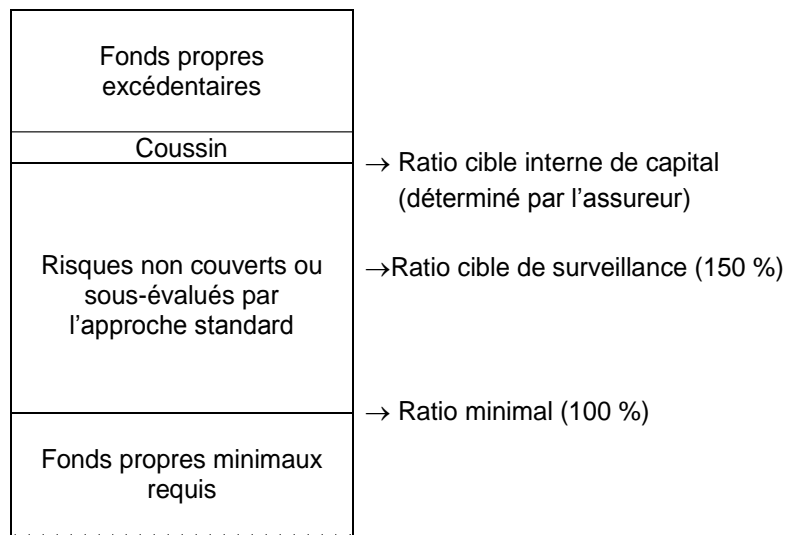 Fonds propres
excédentaires
Coussin
→ Ratio cible interne de capital
(déterminé par l'assureur)
Risques non couverts ou
sous-évalués par
l'approche standard
→Ratio cible de surveillance (150 %)
→ Ratio minimal (100 %)
Fonds propres minimaux
requis